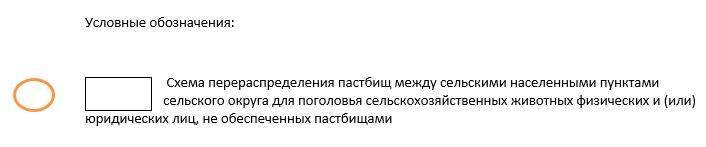 Условные обозначения:
Схема перераспределения пастбищ между сельскими населенными пунктами
сельского округа для поголовья сельскохозяйственных животных физических и (или)
юридических лиц, не обеспеченных пастбищами